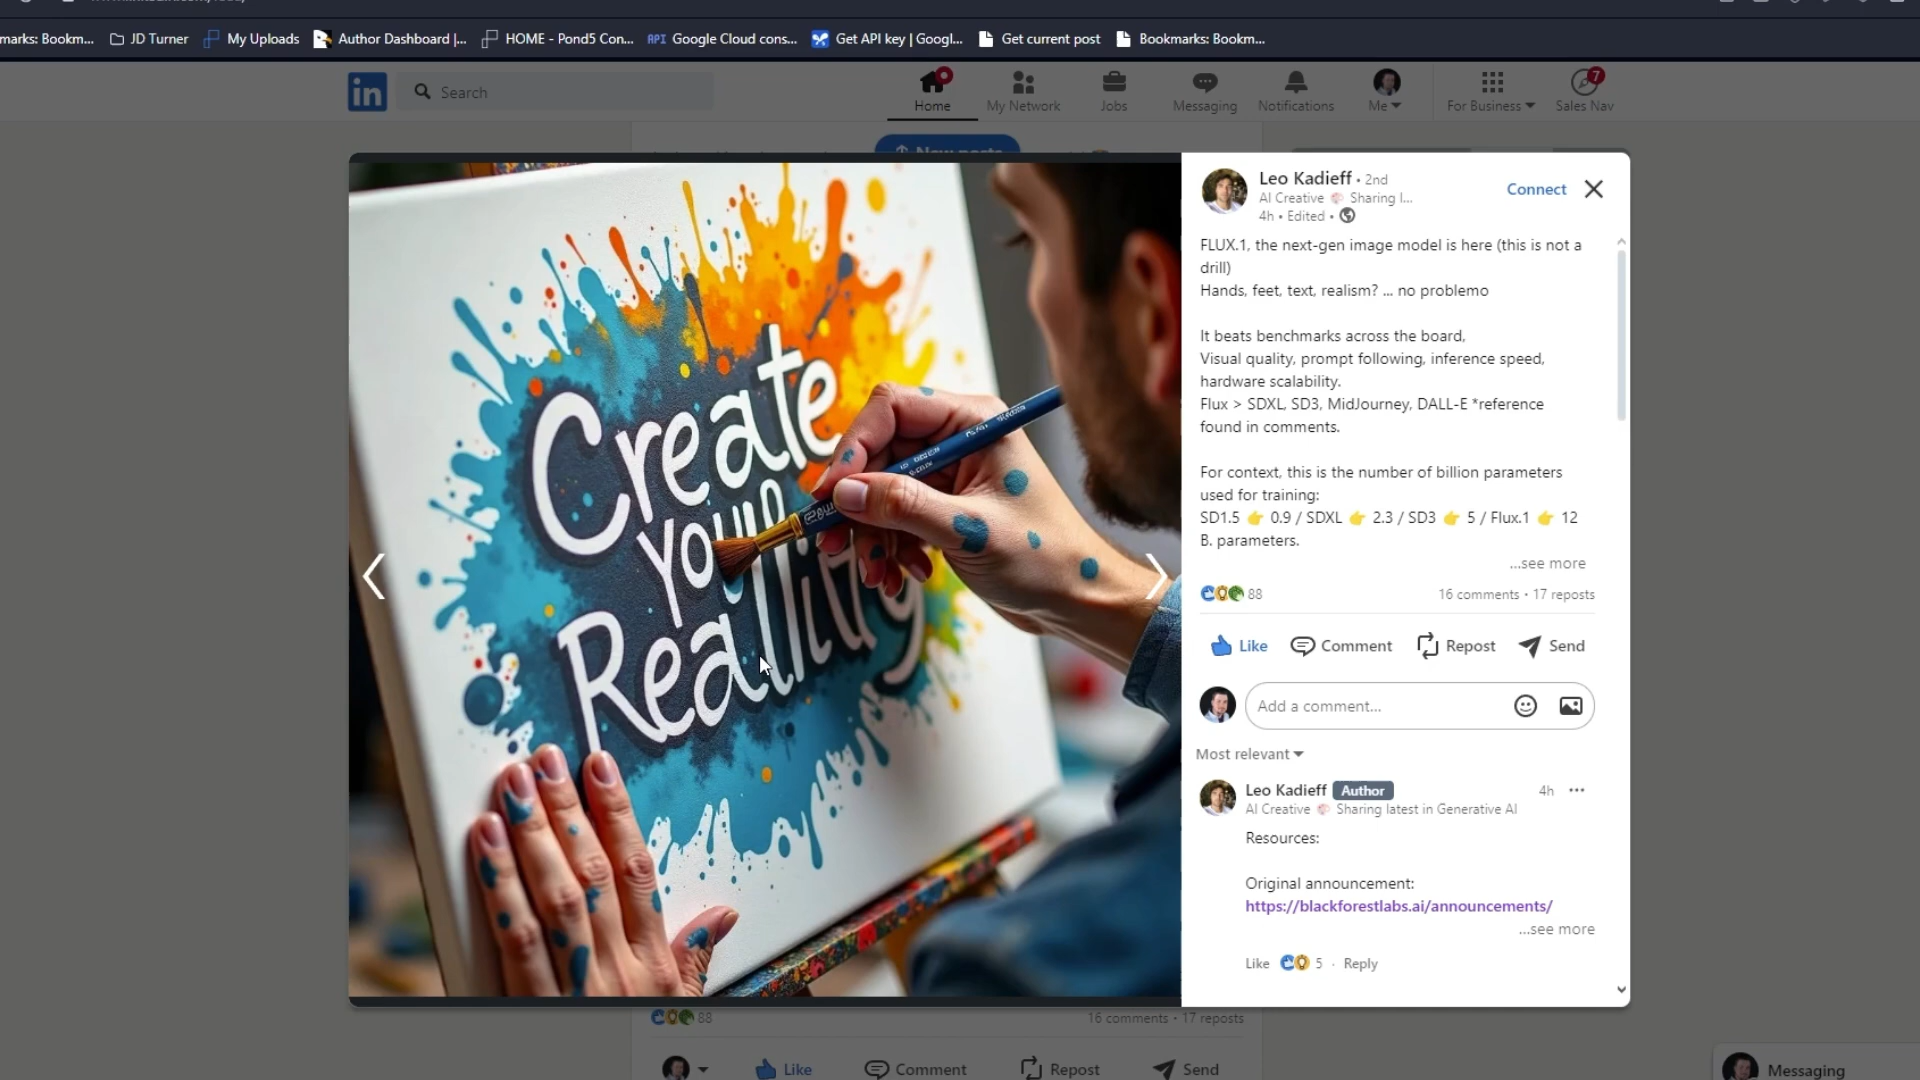 marks: Bookm...
JD Turner
My Uploads
Author Dashboard |...
HOME - Pond5 Con...
API Google Cloud cons...
Get API key | Googl...
Get current post
Bookmarks: Bookm...
in
Search
Home
My Network
Jobs
Messaging
Notifications
Me
For Business
7
Sales Nav
New posts
Create
your
Reallity
Leo Kadieff • 2nd
AI Creative Sharing l...
4h • Edited •
Connect
FLUX.1, the next-gen image model is here (this is not a
drill)
Hands, feet, text, realism? ... no problemo
It beats benchmarks across the board,
Visual quality, prompt following, inference speed,
hardware scalability.
Flux > SDXL, SD3, MidJourney, DALL-E *reference
found in comments.
For context, this is the number of billion parameters
used for training:
SD1.5 👉 0.9 / SDXL 👉 2.3 / SD3 👉 5 / Flux.1 👉 12
B. parameters.
...see more
88
16 comments • 17 reposts
Like
Comment
Repost
Send
Add a comment...
Most relevant
Leo Kadieff Author
4h
AI Creative Sharing latest in Generative AI
Resources:
Original announcement:
https://blackforestlabs.ai/announcements/
...see more
Like 5 · Reply
88
16 comments • 17 reposts
Like
Comment
Repost
Send
Messaging